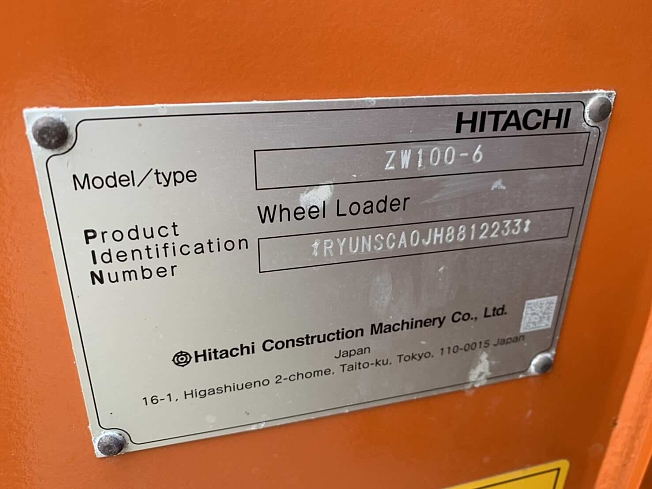 HITACHI
Model/type ZW100-6
Wheel Loader
Product
Identification
Number
*RYUNSCA0JH8812233*
Hitachi Construction Machinery Co., Ltd.
Japan
16-1, Higashiueno 2-chome, Taito-ku, Tokyo, 110-0015 Japan